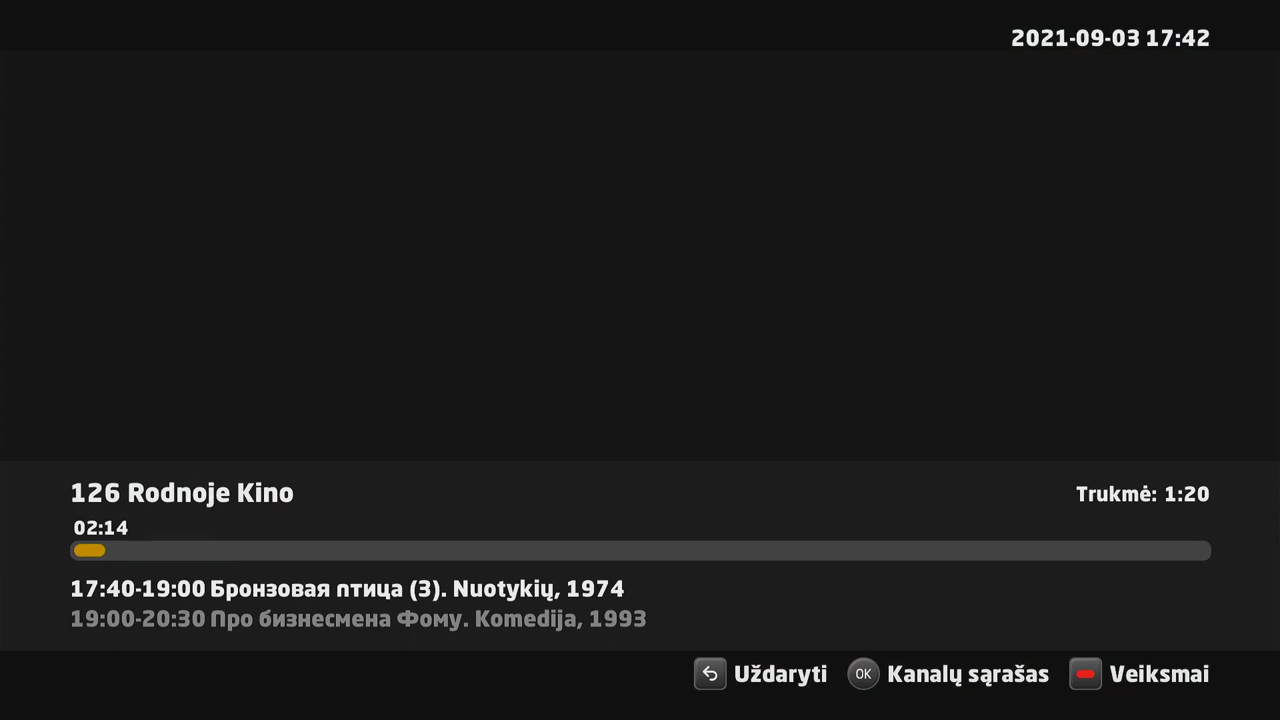 2021-09-03 17:42
126 Rodnoje Kino
Trukmė: 1:20
02:14
17:40-19:00 Бронзовая птица (3). Nuotykių, 1974
19:00-20:30 Про бизнесмена Фому. Komedija, 1993
Uždaryti OK Kanalų sąrašas Veiksmai